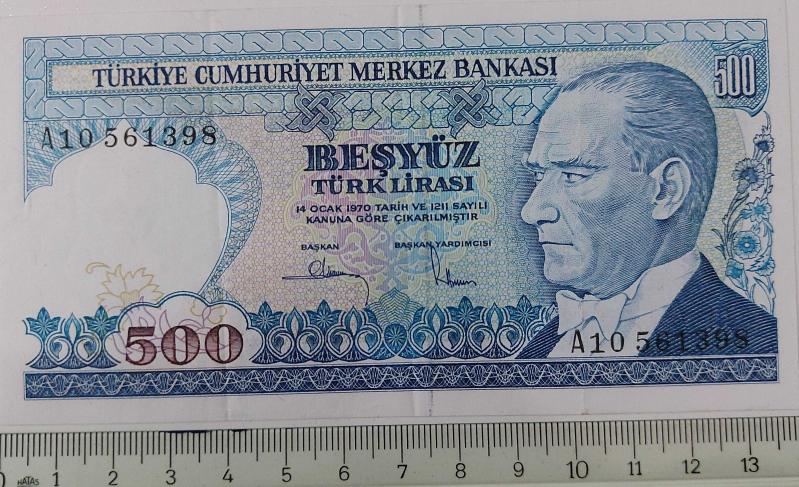 TÜRKİYE CUMHURİYET MERKEZ BANKASI
500
A10 561398
BEŞYÜZ
TÜRK LİRASI
14 OCAK 1970 TARİH VE 1211 SAYILI
KANUNA GÖRE ÇIKARILMIŞTIR
BAŞKAN BAŞKAN YARDIMCISI
500
A10 561398
0 HATAS 1 2 3 4 5 6 7 8 9 10 11 12 13